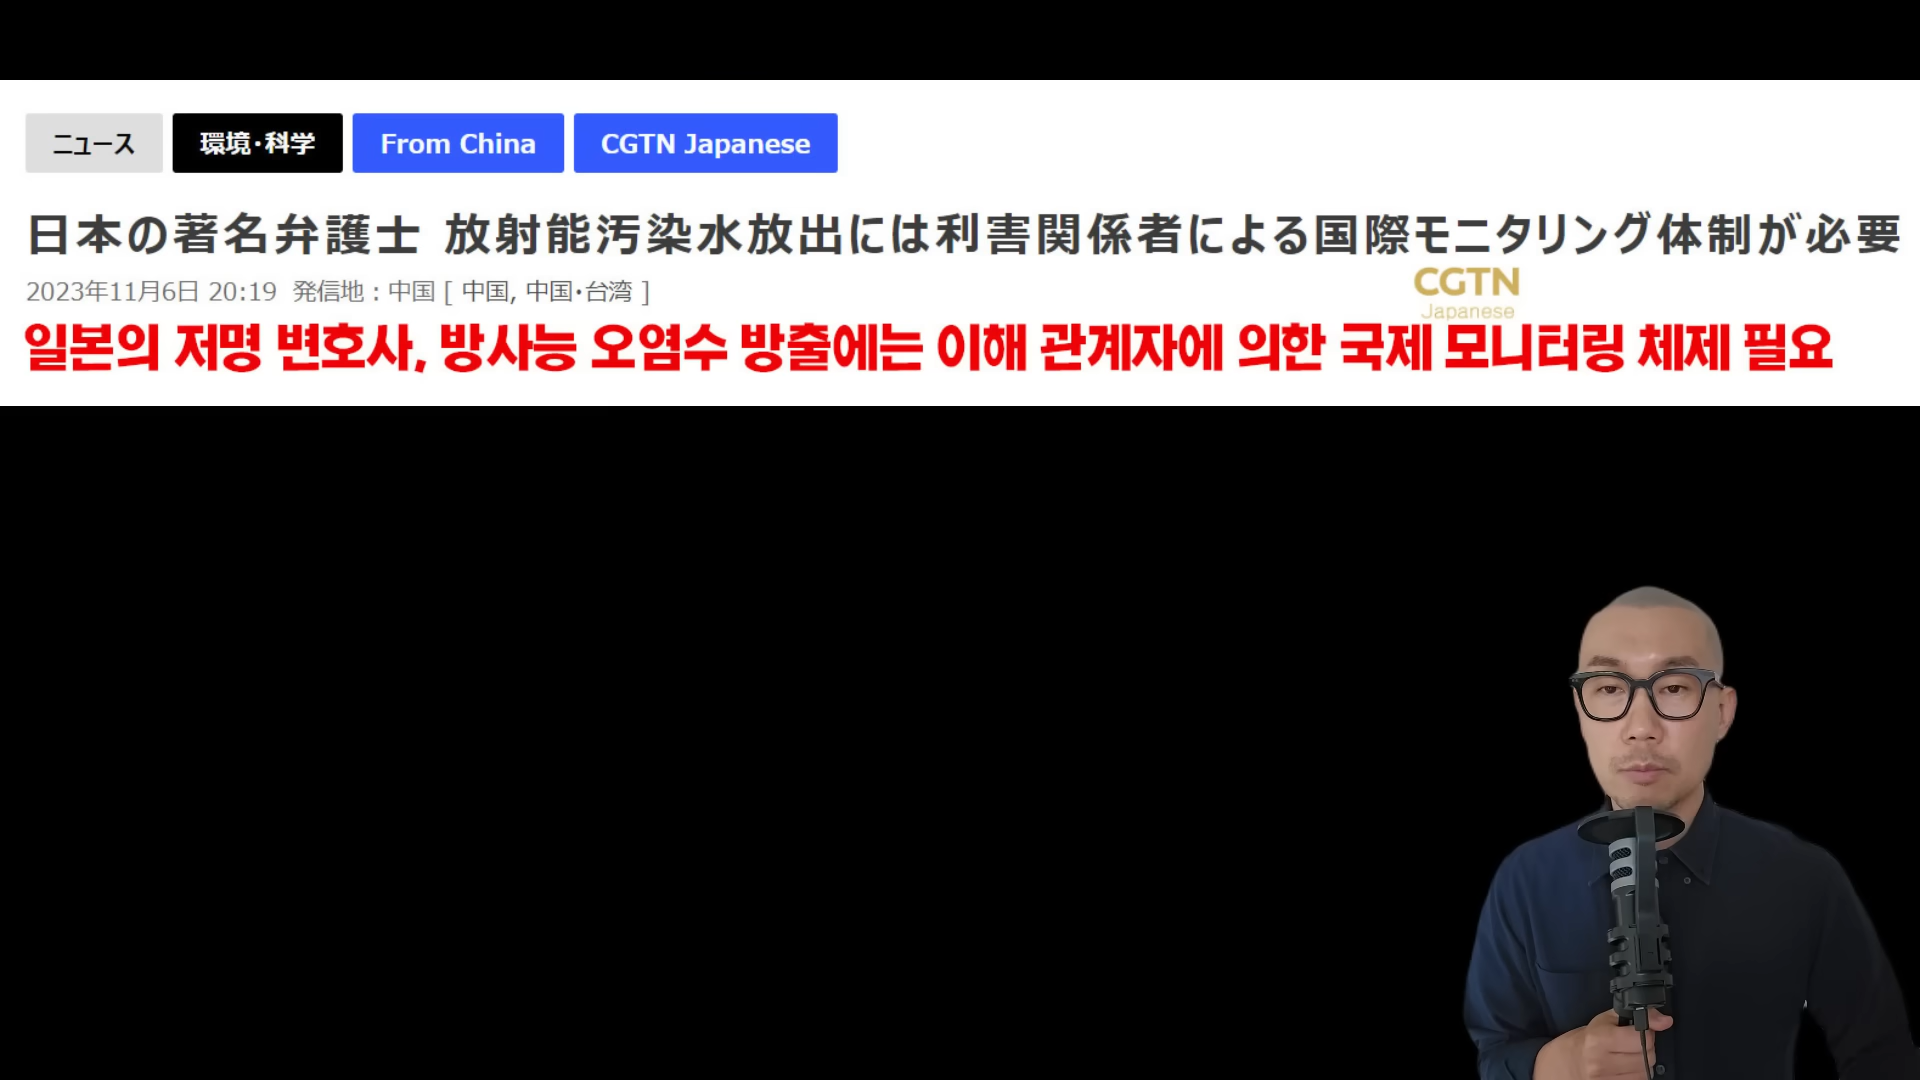 ニュース 環境・科学 From China CGTN Japanese
日本の著名弁護士 放射能汚染水放出には利害関係者による国際モニタリング体制が必要
2023年11月6日 20:19 発信地：中国 [ 中国, 中国・台湾 ]
CGTN
Japanese
일본의 저명 변호사, 방사능 오염수 방출에는 이해 관계자에 의한 국제 모니터링 체제 필요